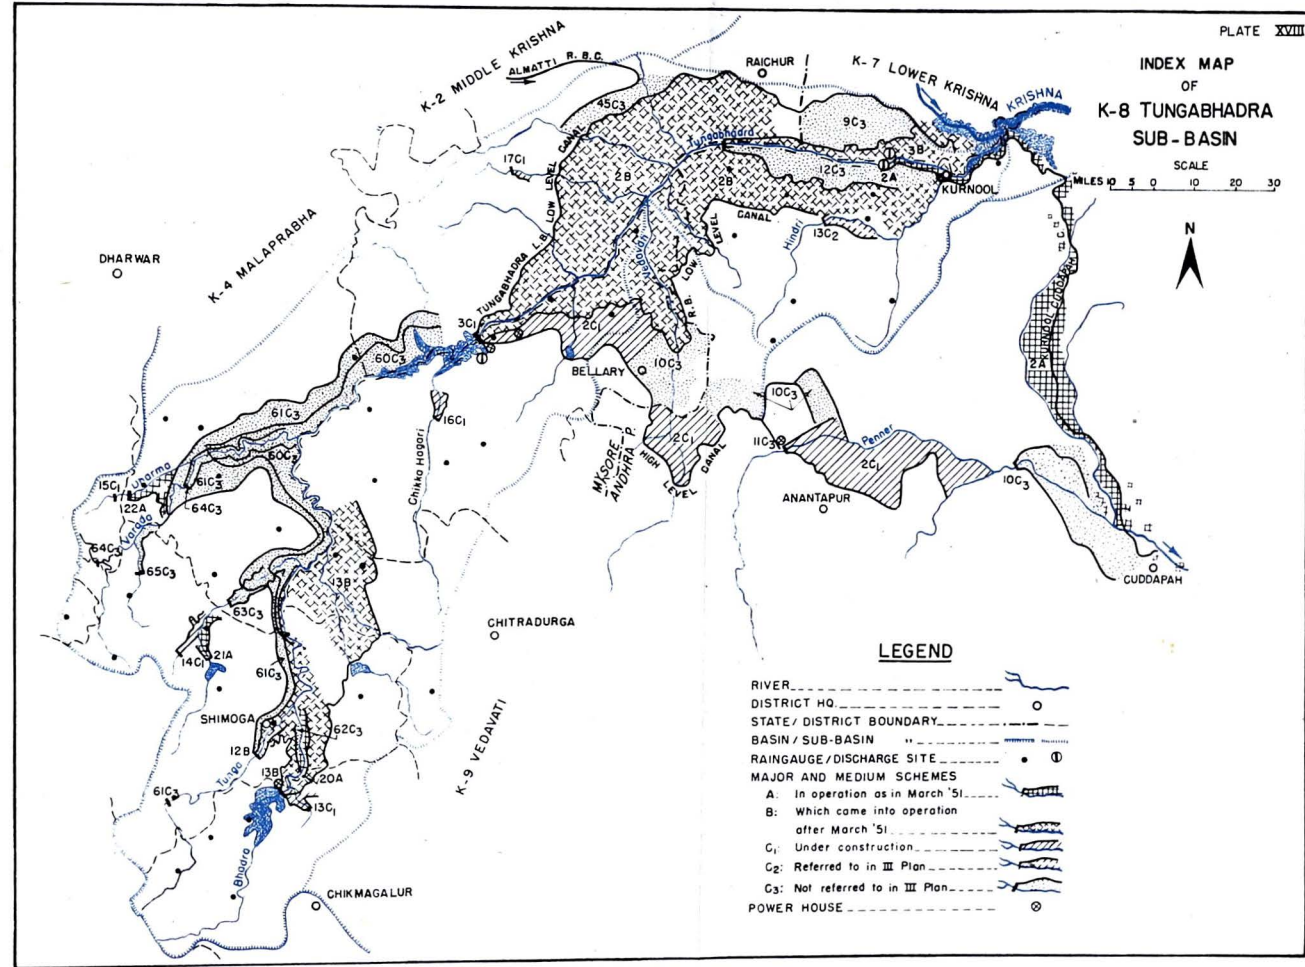 PLATE XVIII
INDEX MAP
OF
K-8 TUNGABHADRA
SUB-BASIN
SCALE
MILES 10 5 0 10 20 30
N
K-2 MIDDLE KRISHNA
ALMATTI R.B.C.
RAICHUR
K-7 LOWER KRISHNA
KRISHNA
45C3
9C3
Tungabhadra
3B
17C1
2B
12C3
2A
2B
KURNOOL
TUNGABHADRA L.B. LOW LEVEL CANAL
R.B. LOW LEVEL CANAL
Hindri
13C2
DHARWAR
K-4 MALAPRABHA
KURNOOL CUDDAPAH
2A
3C1
2C1
60C3
BELLARY
10C3
10C3
61C3
16C1
2C1
11C3
Penner
2C1
60C2
MYSORE
ANDHRA P.
HIGH LEVEL CANAL
Chikka Hagari
10C3
ANANTAPUR
15C1
Dharma
61C3
122A
64C3
Varada
64C3
65C3
13B
CUDDAPAH
63C3
CHITRADURGA
14C1
21A
61C3
SHIMOGA
62C3
12B
K-9 VEDAVATI
Tunga
13B
20A
61C3
13C1
Bhadra
CHIKMAGALUR
LEGEND
RIVER
DISTRICT HQ.
STATE/ DISTRICT BOUNDARY
BASIN/ SUB-BASIN "
RAINGAUGE/DISCHARGE SITE
MAJOR AND MEDIUM SCHEMES
A: In operation as in March '51
B: Which came into operation
after March '51
C1: Under construction
C2: Referred to in III Plan
C3: Not referred to in III Plan
POWER HOUSE